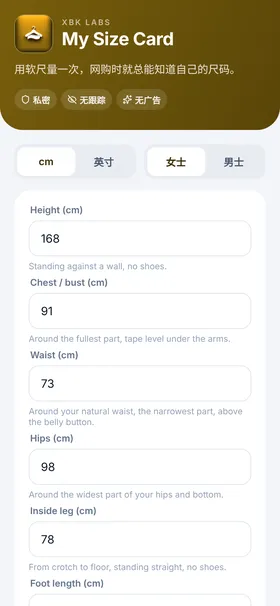 XBK LABS
My Size Card
用软尺量一次，网购时就总能知道自己的尺码。
私密
无跟踪
无广告
cm
英寸
女士
男士
Height (cm)
168
Standing against a wall, no shoes.
Chest / bust (cm)
91
Around the fullest part, tape level under the arms.
Waist (cm)
73
Around your natural waist, the narrowest part, above
the belly button.
Hips (cm)
98
Around the widest part of your hips and bottom.
Inside leg (cm)
78
From crotch to floor, standing straight, no shoes.
Foot length (cm)